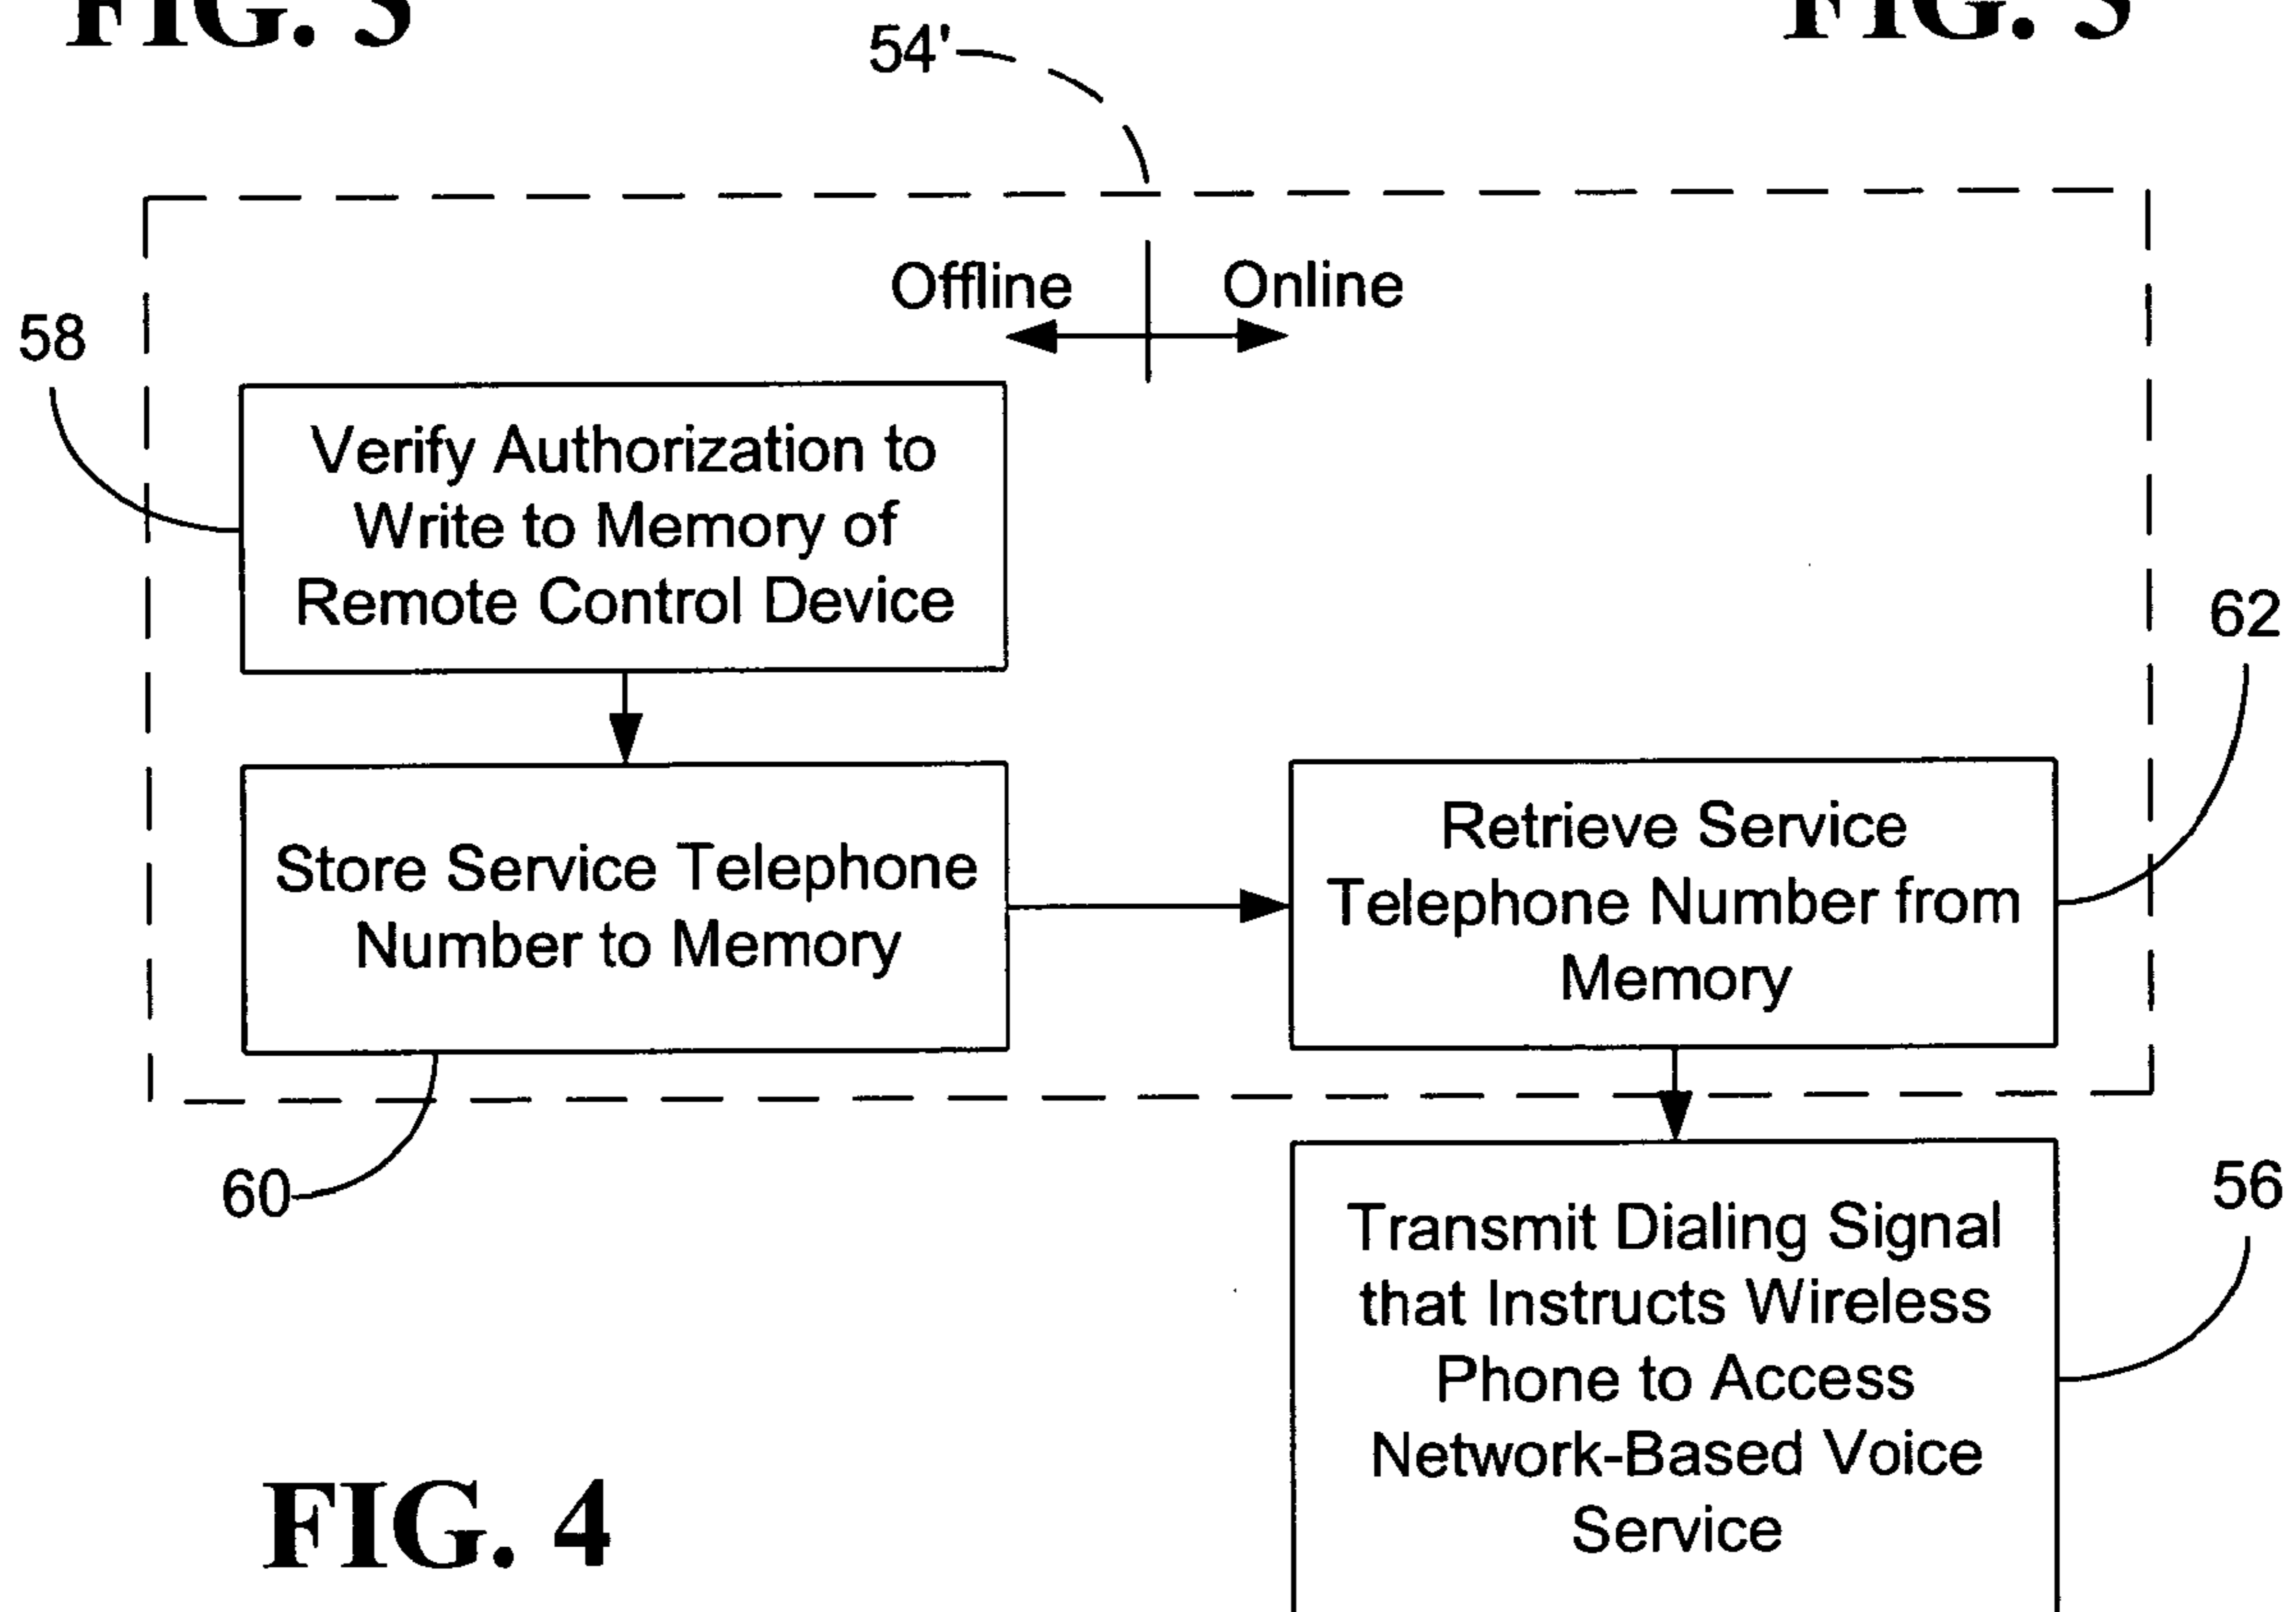 FIG.
FIG.
54'
Offline
Online
58
Verify Authorization to
Write to Memory of
Remote Control Device
62
Store Service Telephone
Number to Memory
Retrieve Service
Telephone Number from
Memory
60
56
Transmit Dialing Signal
that Instructs Wireless
Phone to Access
Network-Based Voice
Service
FIG. 4